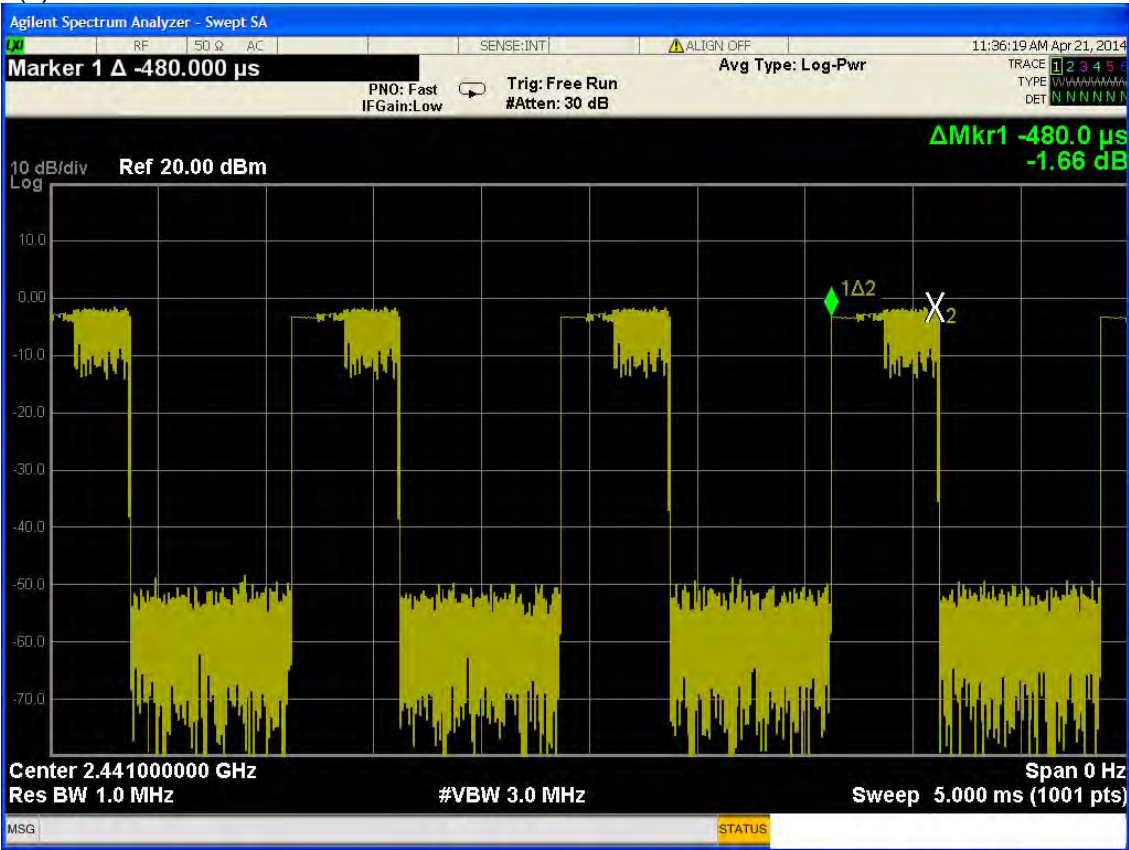 Agilent Spectrum Analyzer - Swept SA
LXI RF 50 Ω AC SENSE:INT ALIGN OFF 11:36:19 AM Apr 21, 2014
Marker 1 Δ -480.000 μs
PNO: Fast
IFGain:Low
Trig: Free Run
#Atten: 30 dB
Avg Type: Log-Pwr
TRACE 1 2 3 4 5 6
TYPE WWWWWW
DET N N N N N N
ΔMkr1 -480.0 μs
-1.66 dB
10 dB/div Ref 20.00 dBm
Log
10.0
0.00
1Δ2
X2
-10.0
-20.0
-30.0
-40.0
-50.0
-60.0
-70.0
Center 2.441000000 GHz Span 0 Hz
Res BW 1.0 MHz #VBW 3.0 MHz Sweep 5.000 ms (1001 pts)
MSG STATUS